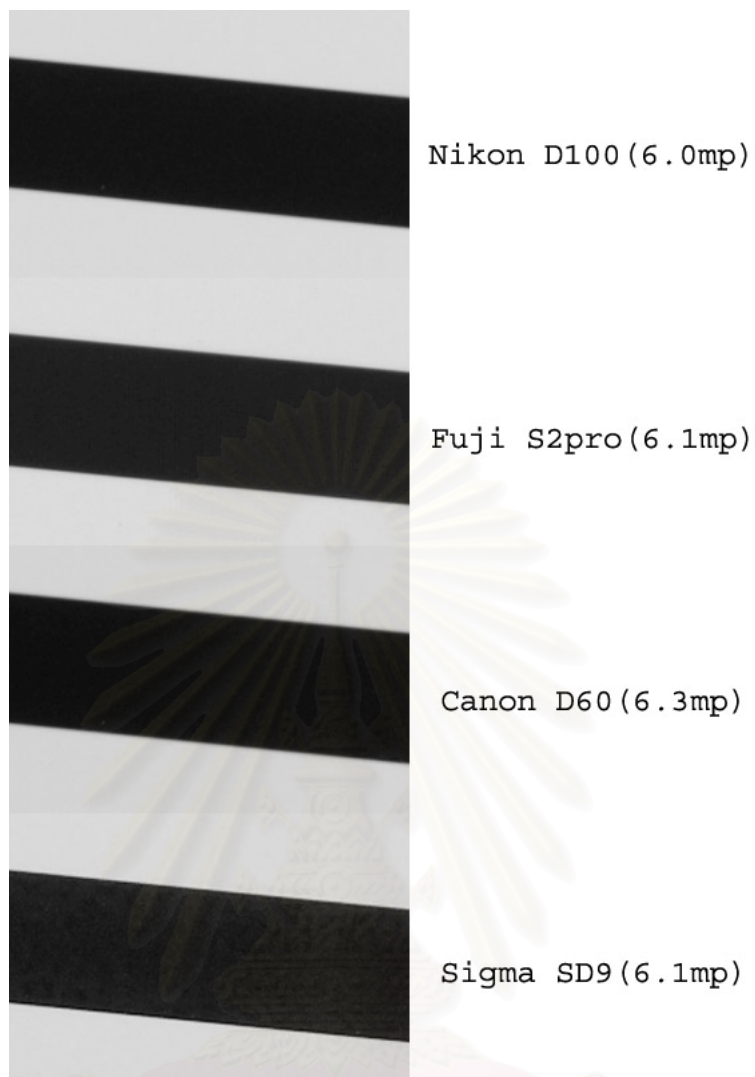 Nikon D100(6.0mp)
Fuji S2pro(6.1mp)
Canon D60(6.3mp)
Sigma SD9(6.1mp)